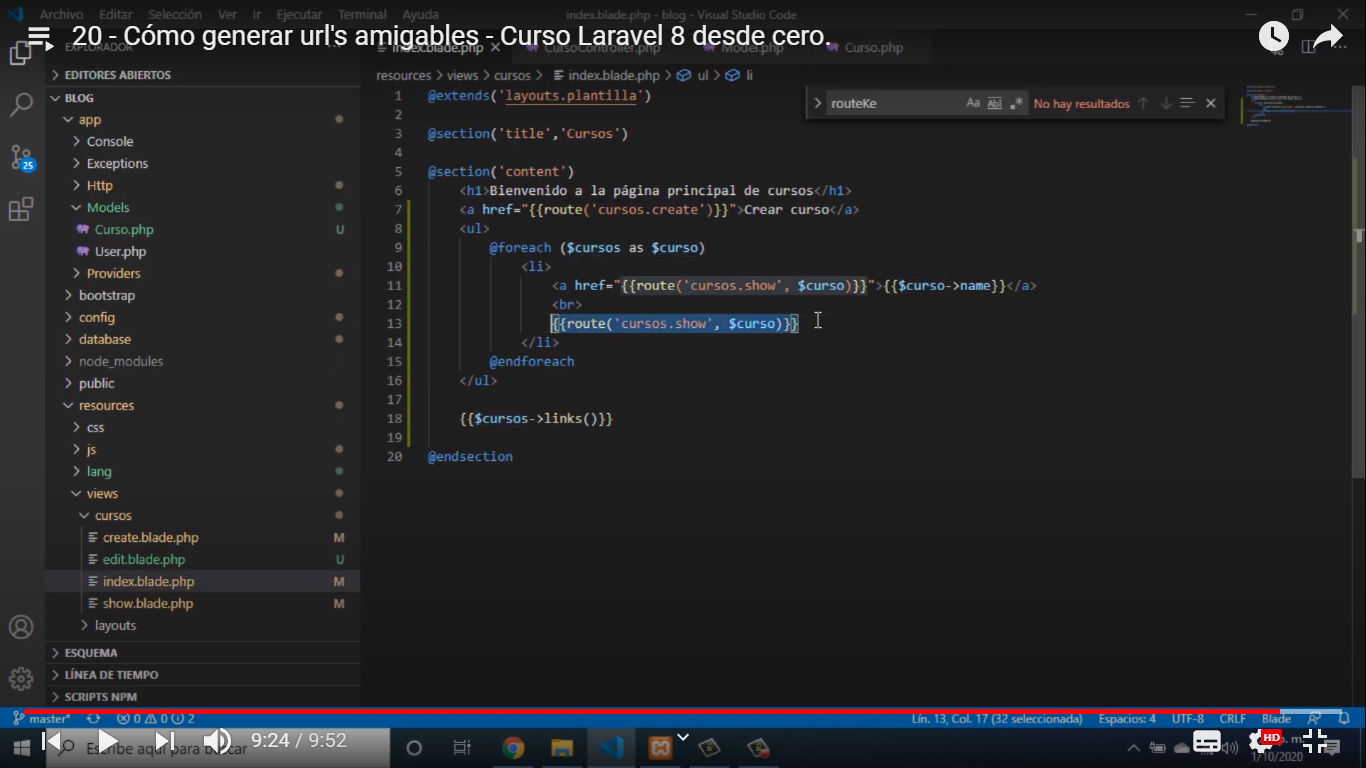 Archivo Editar Selección Ver Ir Ejecutar Terminal Ayuda index.blade.php - blog - Visual Studio Code
20 - Cómo generar url's amigables - Curso Laravel 8 desde cero.
EXPLORADOR
index.blade.php CursoController.php Model.php Curso.php
EDITORES ABIERTOS
BLOG
app
Console
Exceptions
Http
Models
Curso.php U
User.php
Providers
bootstrap
config
database
node_modules
public
resources
css
js
lang
views
cursos
create.blade.php M
edit.blade.php U
index.blade.php M
show.blade.php M
layouts
ESQUEMA
LÍNEA DE TIEMPO
SCRIPTS NPM
25
resources > views > cursos > index.blade.php > ul > li
routeKe Aa Abl .* No hay resultados
1 @extends('layouts.plantilla')
2
3 @section('title','Cursos')
4
5 @section('content')
6 <h1>Bienvenido a la página principal de cursos</h1>
7 <a href="{{route('cursos.create')}}">Crear curso</a>
8 <ul>
9 @foreach ($cursos as $curso)
10 <li>
11 <a href="{{route('cursos.show', $curso)}}">{{$curso->name}}</a>
12 <br>
13 {{route('cursos.show', $curso)}}
14 </li>
15 @endforeach
16 </ul>
17
18 {{$cursos->links()}}
19
20 @endsection
master* 0 0 2 Lín. 13, Col. 17 (32 seleccionada) Espacios: 4 UTF-8 CRLF Blade
Escribe aquí para buscar
9:24 / 9:52
HD
1/10/2020